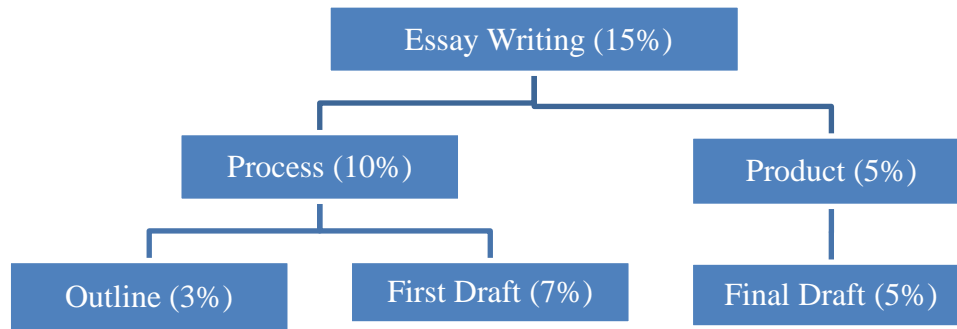 Essay Writing (15%)
Process (10%)
Product (5%)
Outline (3%)
First Draft (7%)
Final Draft (5%)